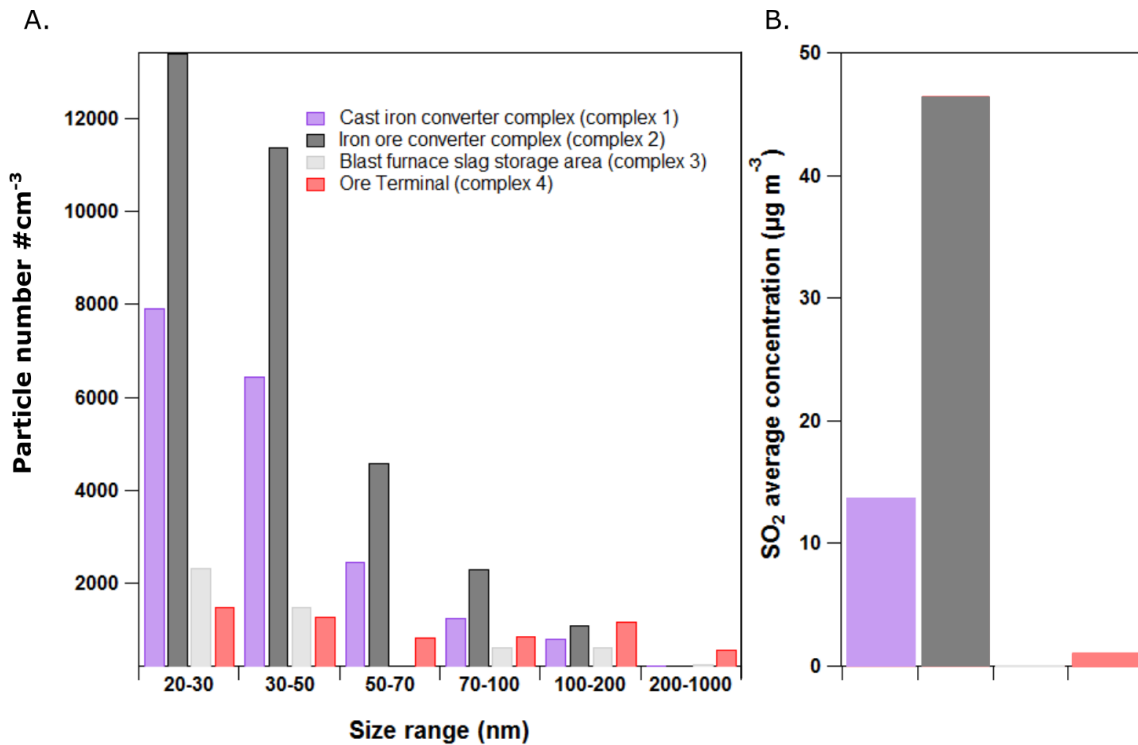 A.
B.
Particle number #cm⁻³
12000
10000
8000
6000
4000
2000
Cast iron converter complex (complex 1)
Iron ore converter complex (complex 2)
Blast furnace slag storage area (complex 3)
Ore Terminal (complex 4)
20-30
30-50
50-70
70-100
100-200
200-1000
Size range (nm)
SO₂ average concentration (µg m⁻³)
50
40
30
20
10
0